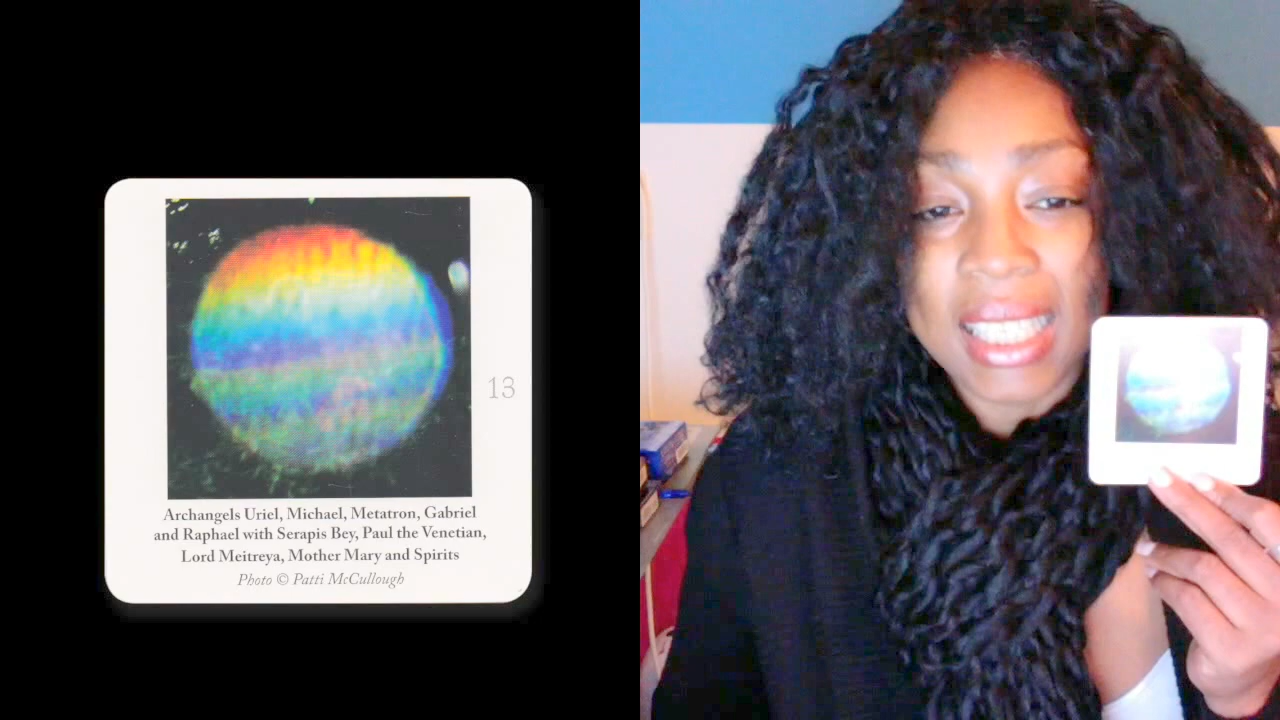 13
Archangels Uriel, Michael, Metatron, Gabriel
and Raphael with Serapis Bey, Paul the Venetian,
Lord Meitreya, Mother Mary and Spirits
Photo © Patti McCullough